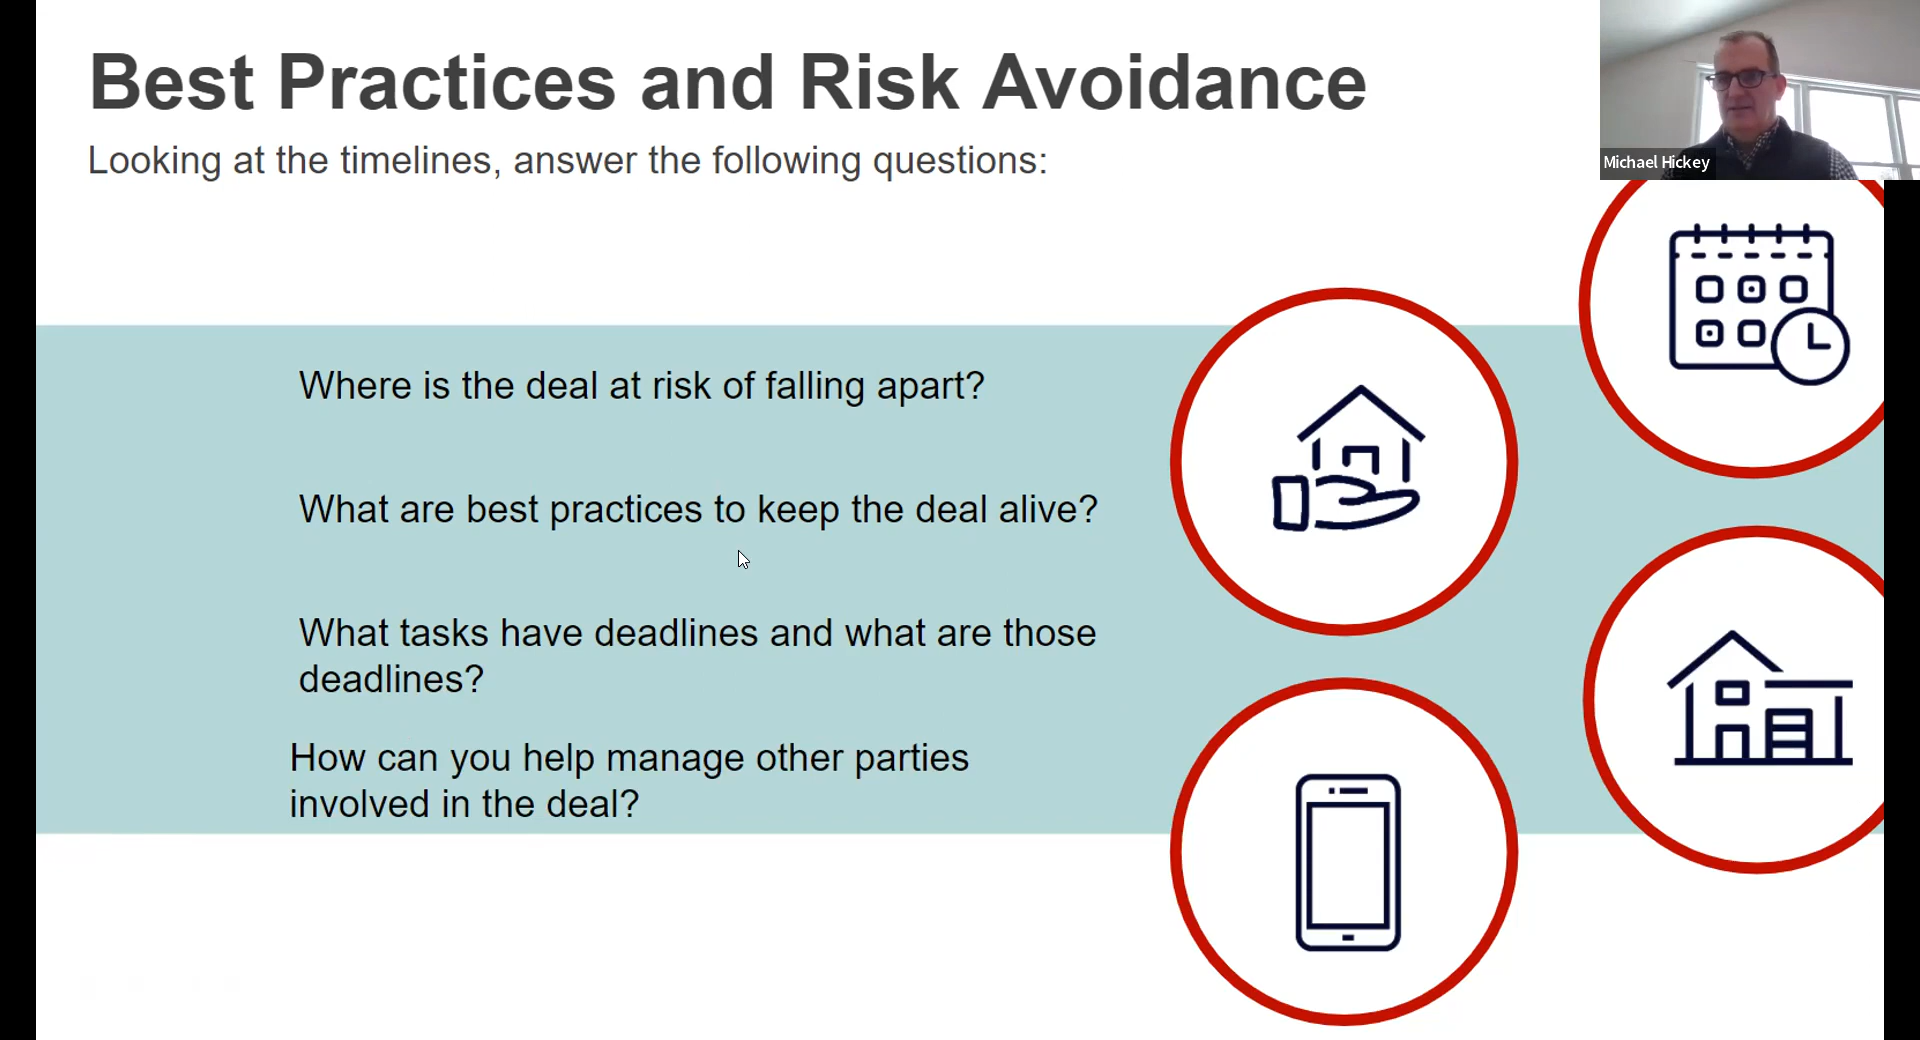 Best Practices and Risk Avoidance
Looking at the timelines, answer the following questions:
Michael Hickey
Where is the deal at risk of falling apart?
What are best practices to keep the deal alive?
What tasks have deadlines and what are those
deadlines?
How can you help manage other parties
involved in the deal?